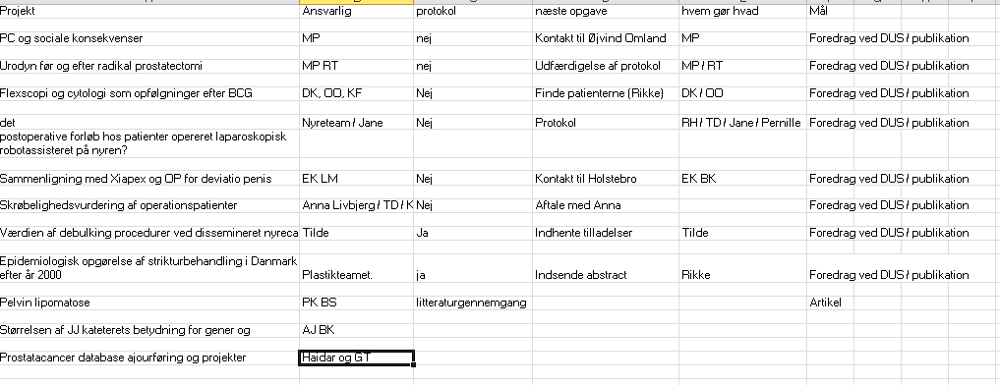 Projekt Ansvarlig protokol næste opgave hvem gør hvad Mål
PC og sociale konsekvenser MP nej Kontakt til Øjvind Omland MP Foredrag ved DUS/ publikation
Urodyn før og efter radikal prostatectomi MP RT nej Udfærdigelse af protokol MP/ RT Foredrag ved DUS/ publikation
Flexscopi og cytologi som opfølgninger efter BCG DK, OO, KF Nej Finde patienterne (Rikke) DK/ OO Foredrag ved DUS/ publikation
det Nyreteam/ Jane Nej Protokol RH/ TD/ Jane/ Pernille Foredrag ved DUS/ publikation
postoperative forløb hos patienter opereret laparoskopisk
robotassisteret på nyren?
Sammenligning med Xiapex og OP for deviatio penis EK LM Nej Kontakt til Holstebro EK BK Foredrag ved DUS/ publikation
Skrøbelighedsvurdering af operationspatienter Anna Livbjerg/ TD/ K Nej Aftale med Anna Foredrag ved DUS/ publikation
Værdien af debulking procedurer ved dissemineret nyreca Tilde Ja Indhente tilladelser Tilde Foredrag ved DUS/ publikation
Epidemiologisk opgørelse af strikturbehandling i Danmark
efter år 2000 Plastikteamet. ja Indsende abstract Rikke Foredrag ved DUS/ publikation
Pelvin lipomatose PK BS litteraturgennemgang Artikel
Størrelsen af JJ kateterets betydning for gener og AJ BK
Prostatacancer database ajourføring og projekter Haidar og GT